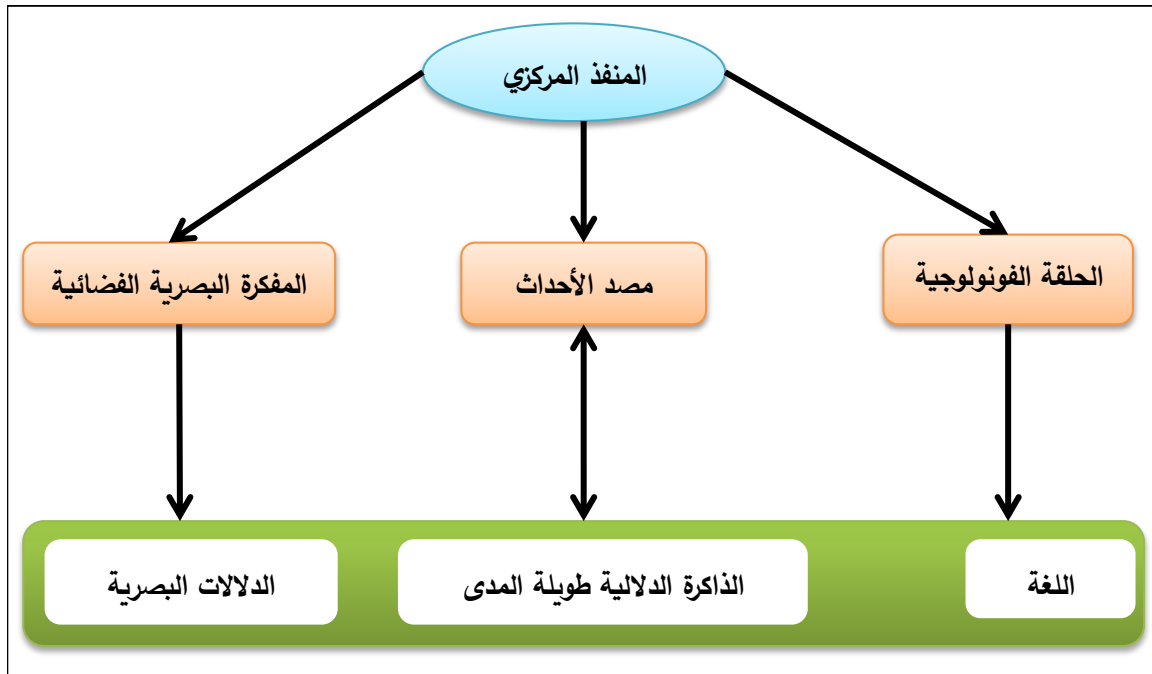 المنفذ المركزي
الحلقة الفونولوجية
مصد الأحداث
المفكرة البصرية الفضائية
اللغة
الذاكرة الدلالية طويلة المدى
الدلالات البصرية